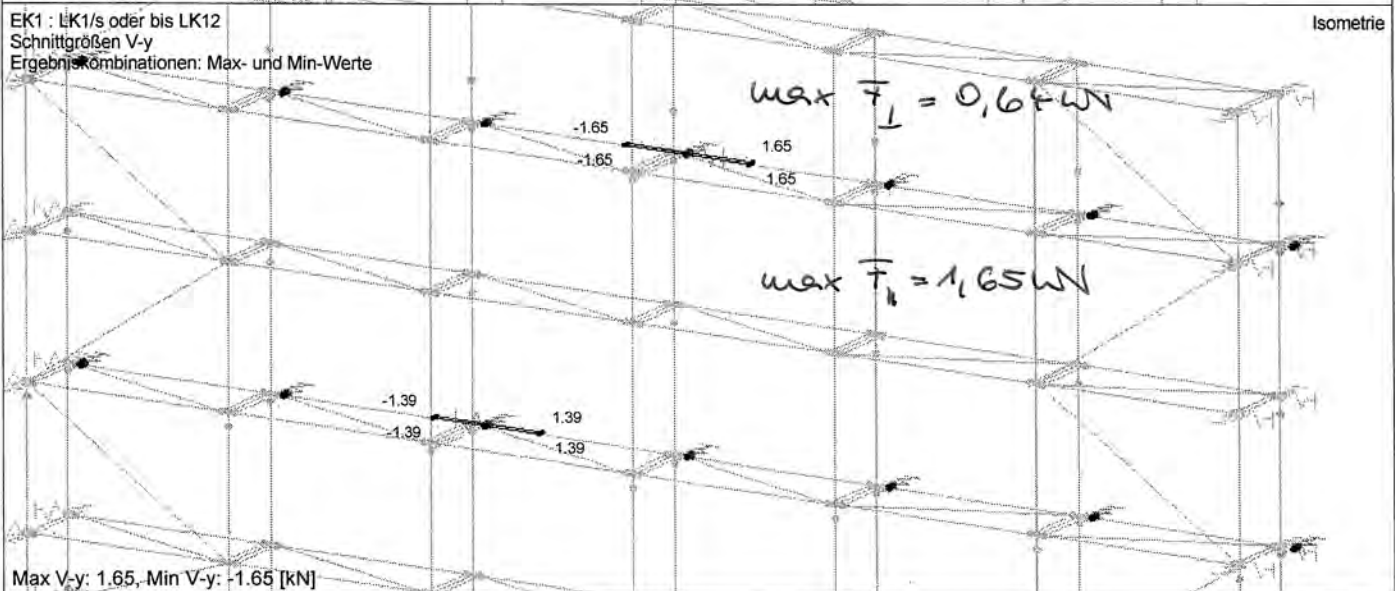 EK1 : LK1/s oder bis LK12
Isometrie
Schnittgrößen V-y
Ergebniskombinationen: Max- und Min-Werte
max F⊥ = 0,64 kN
-1.65
1.65
-1.65
1.65
max F∥ = 1,65 kN
-1.39
1.39
-1.39
1.39
Max V-y: 1.65, Min V-y: -1.65 [kN]